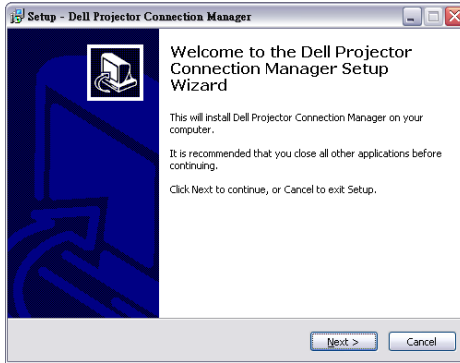 Setup - Dell Projector Connection Manager
Welcome to the Dell Projector
Connection Manager Setup
Wizard
This will install Dell Projector Connection Manager on your
computer.
It is recommended that you close all other applications before
continuing.
Click Next to continue, or Cancel to exit Setup.
Next >
Cancel